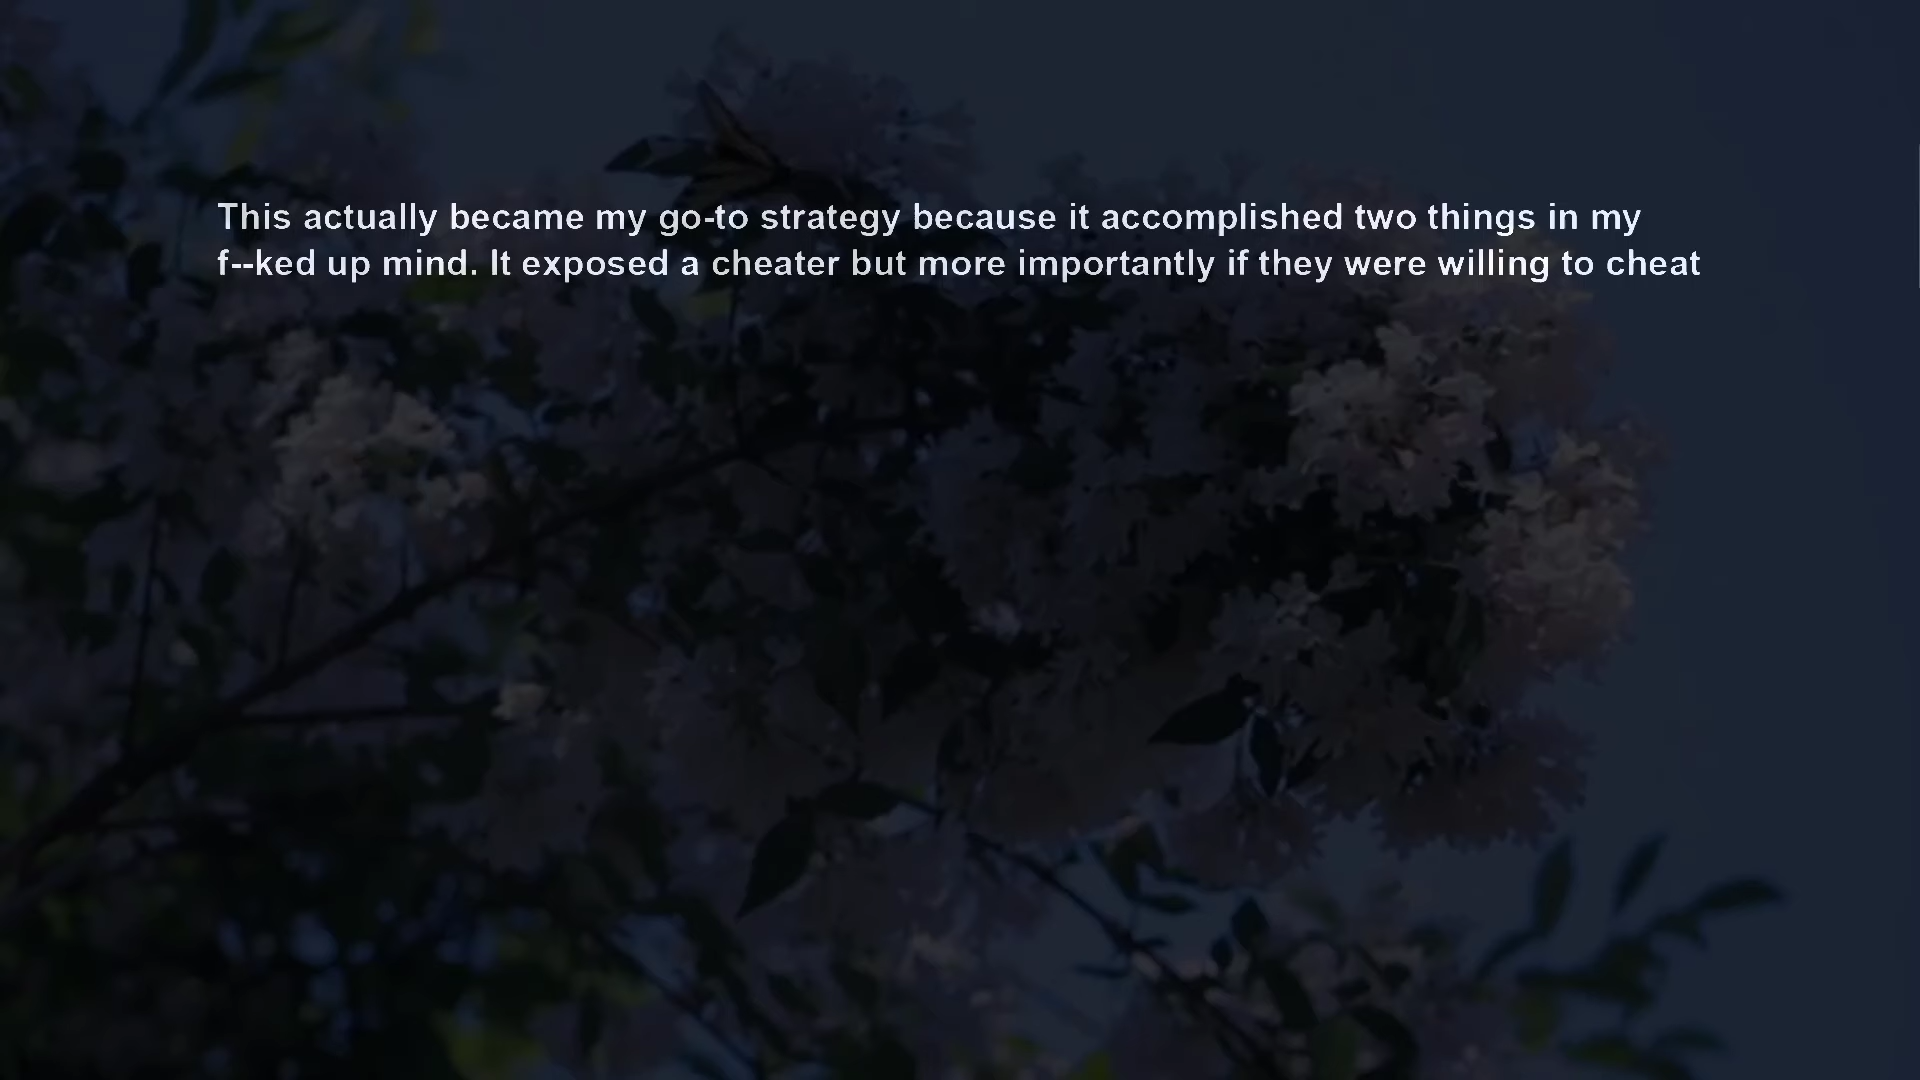 This actually became my go-to strategy because it accomplished two things in my
f--ked up mind. It exposed a cheater but more importantly if they were willing to cheat